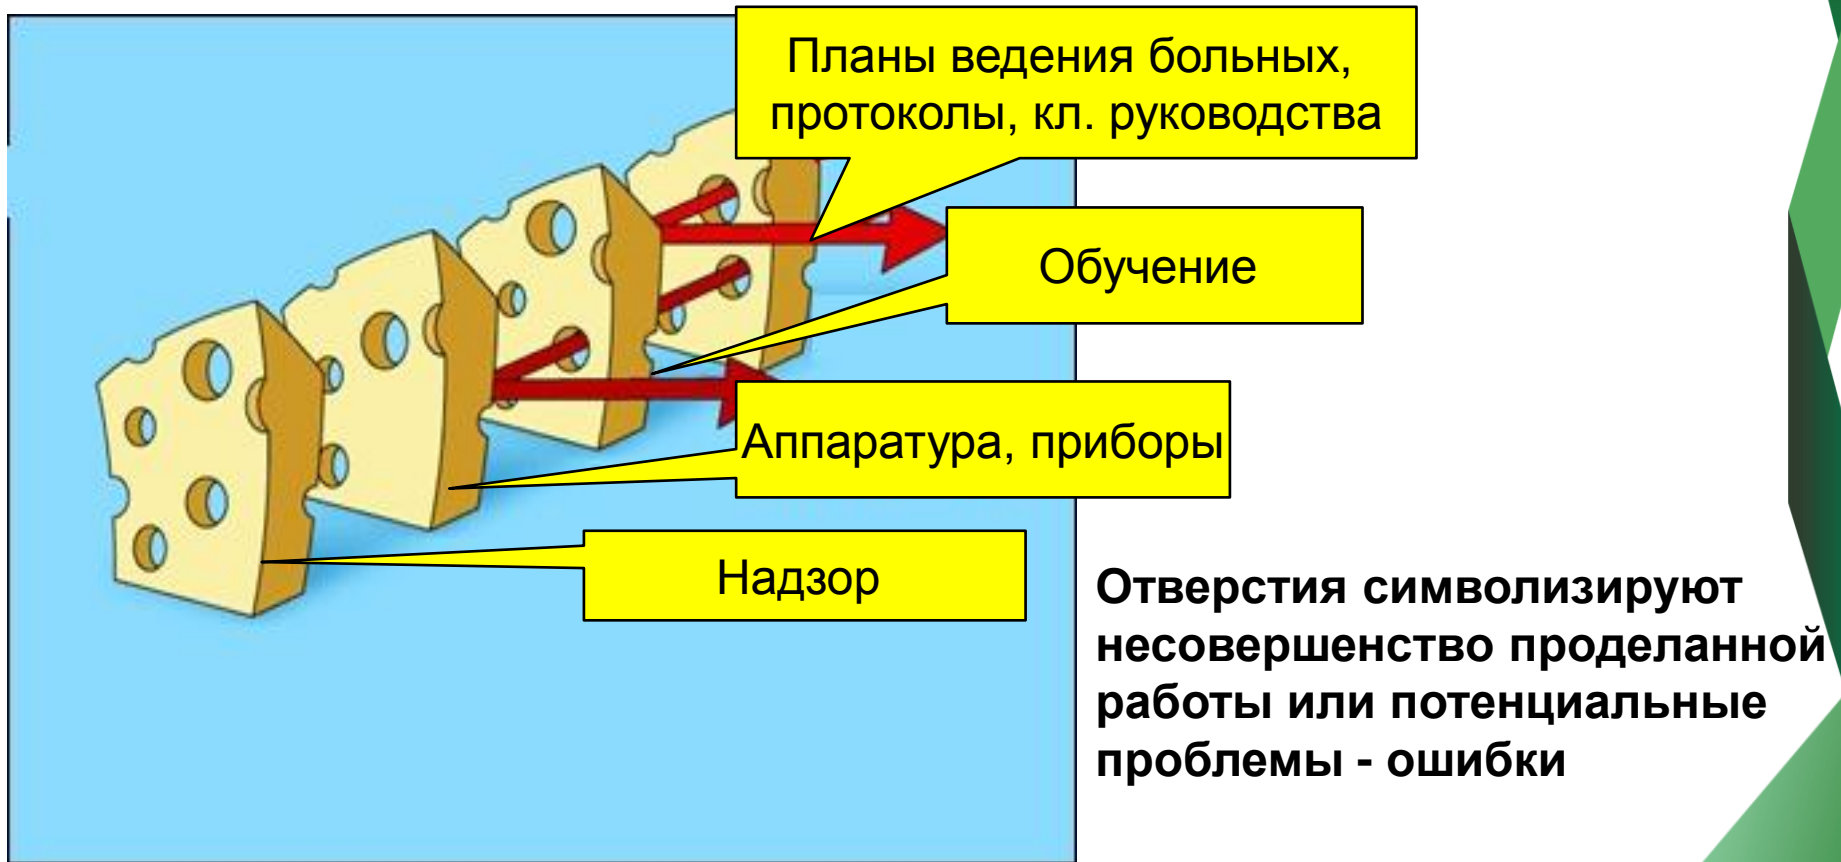 Планы ведения больных,
протоколы, кл. руководства
Обучение
Аппаратура, приборы
Надзор
Отверстия символизируют
несовершенство проделанной
работы или потенциальные
проблемы - ошибки